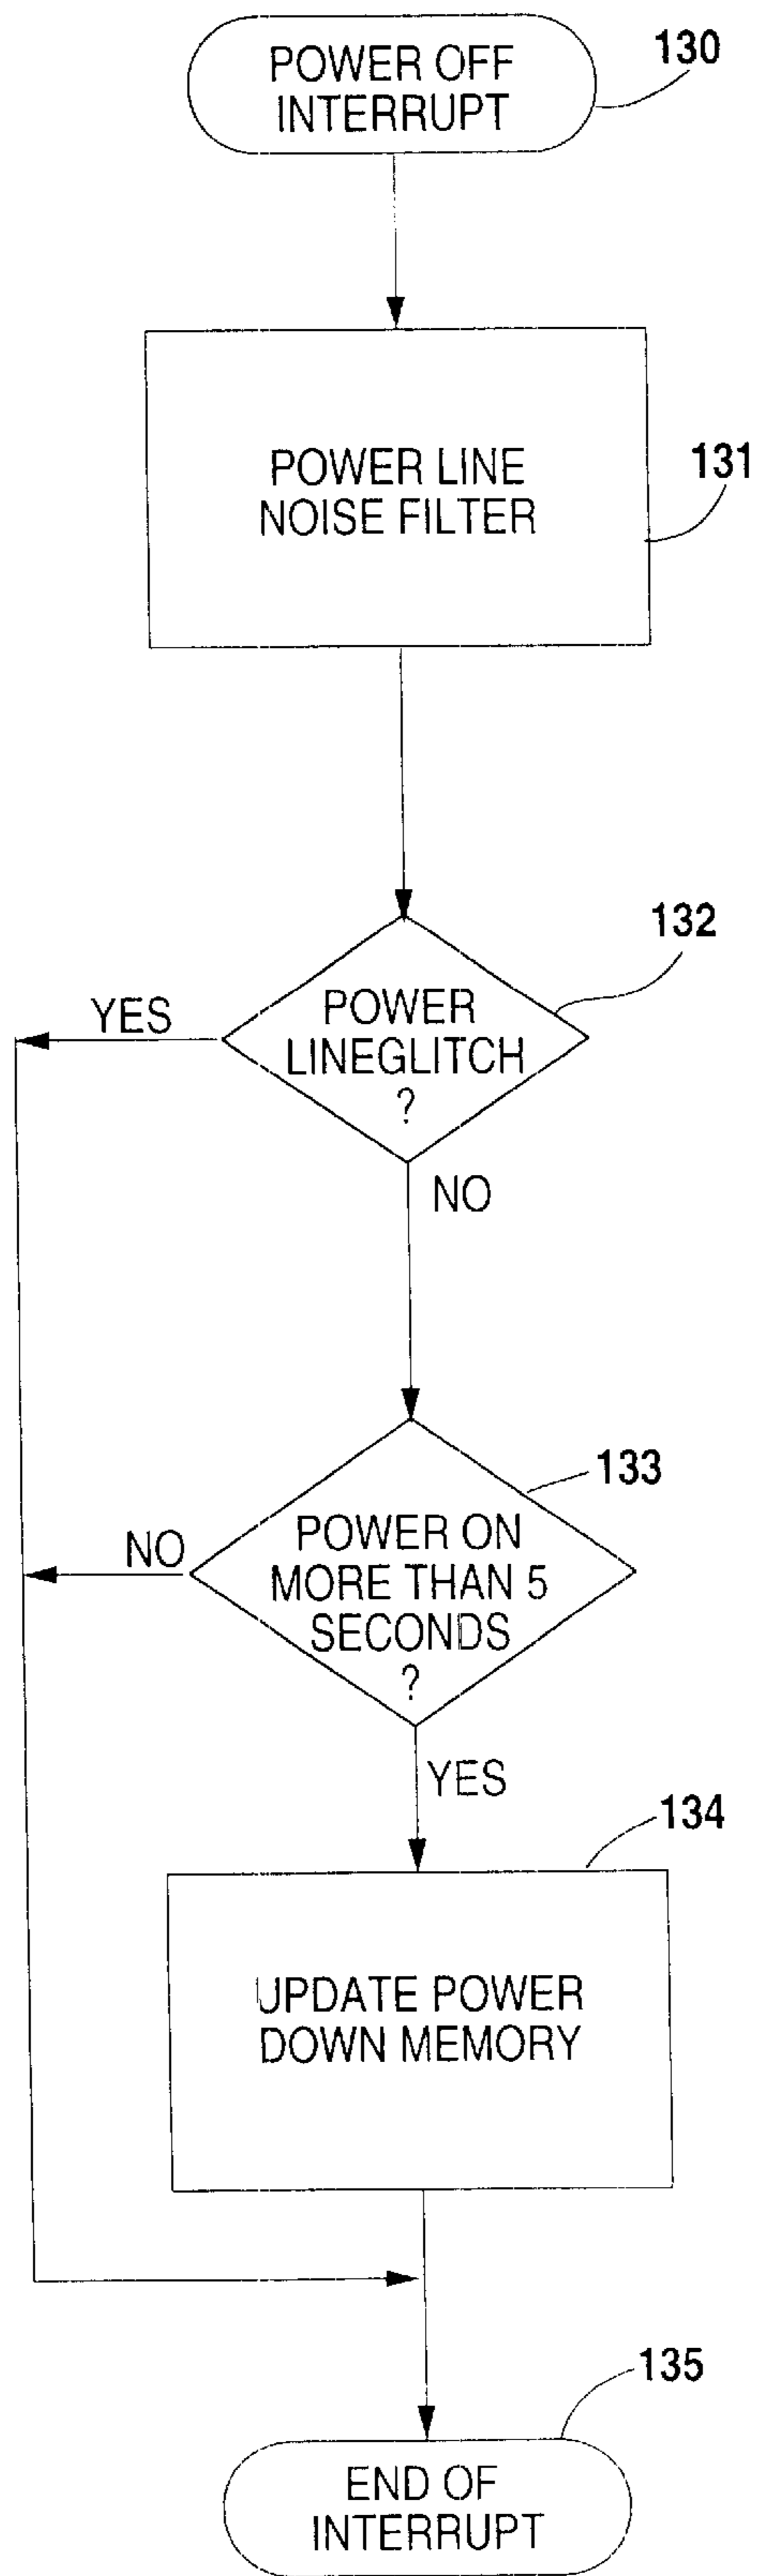 POWER OFF
INTERRUPT
130
POWER LINE
NOISE FILTER
131
132
POWER
LINEGLITCH
?
YES
NO
133
POWER ON
MORE THAN 5
SECONDS
?
NO
YES
134
UPDATE POWER
DOWN MEMORY
135
END OF
INTERRUPT